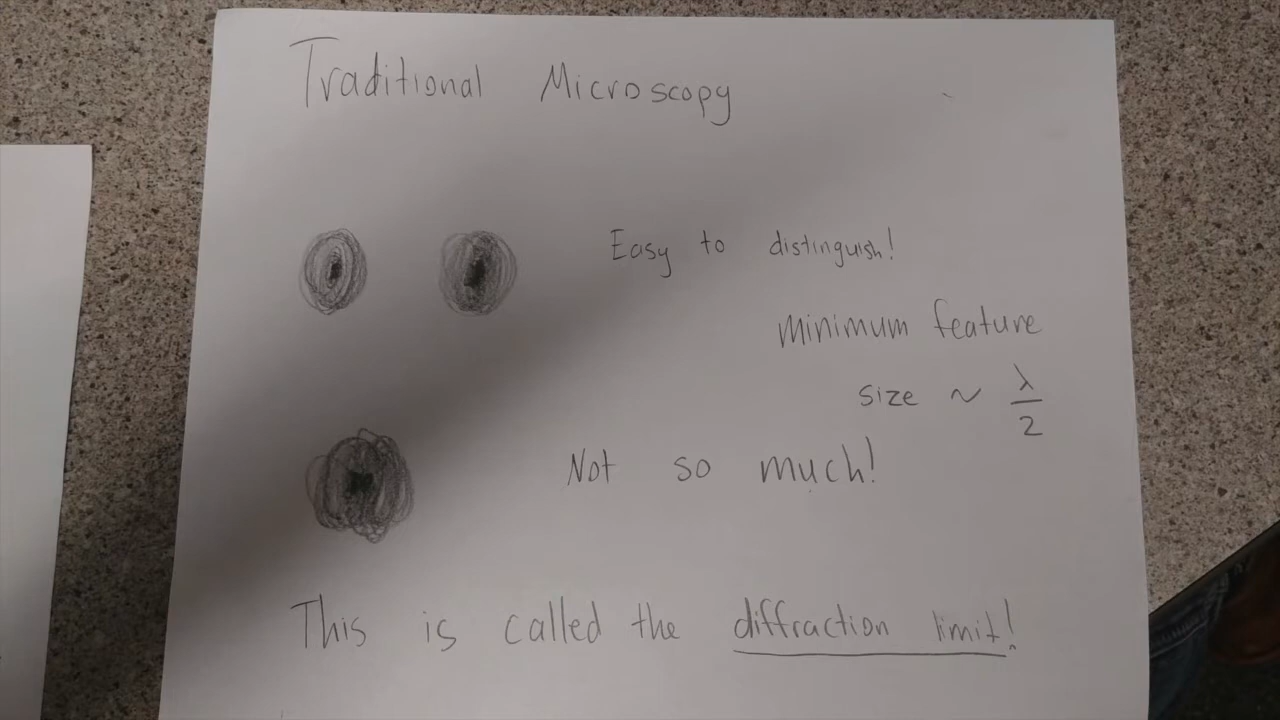 Traditional Microscopy
Easy to distinguish!
minimum feature
size ~ λ/2
Not so much!
This is called the diffraction limit!